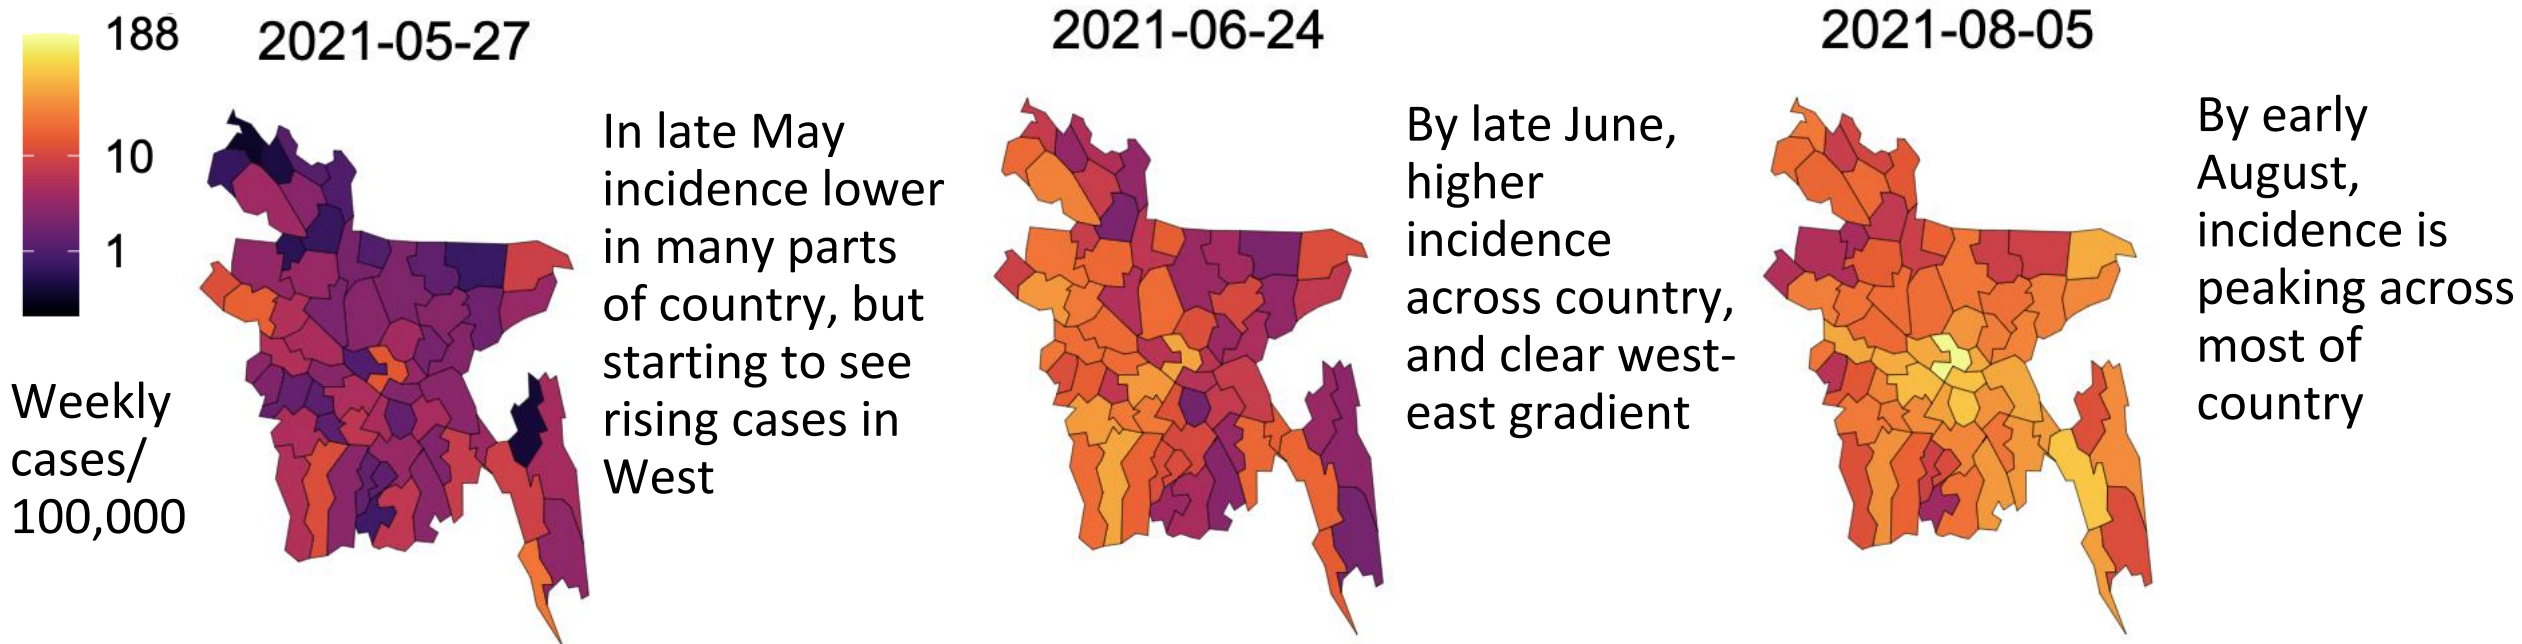 188
10
1
Weekly
cases/
100,000
2021-05-27
In late May
incidence lower
in many parts
of country, but
starting to see
rising cases in
West
2021-06-24
By late June,
higher
incidence
across country,
and clear west-
east gradient
2021-08-05
By early
August,
incidence is
peaking across
most of
country